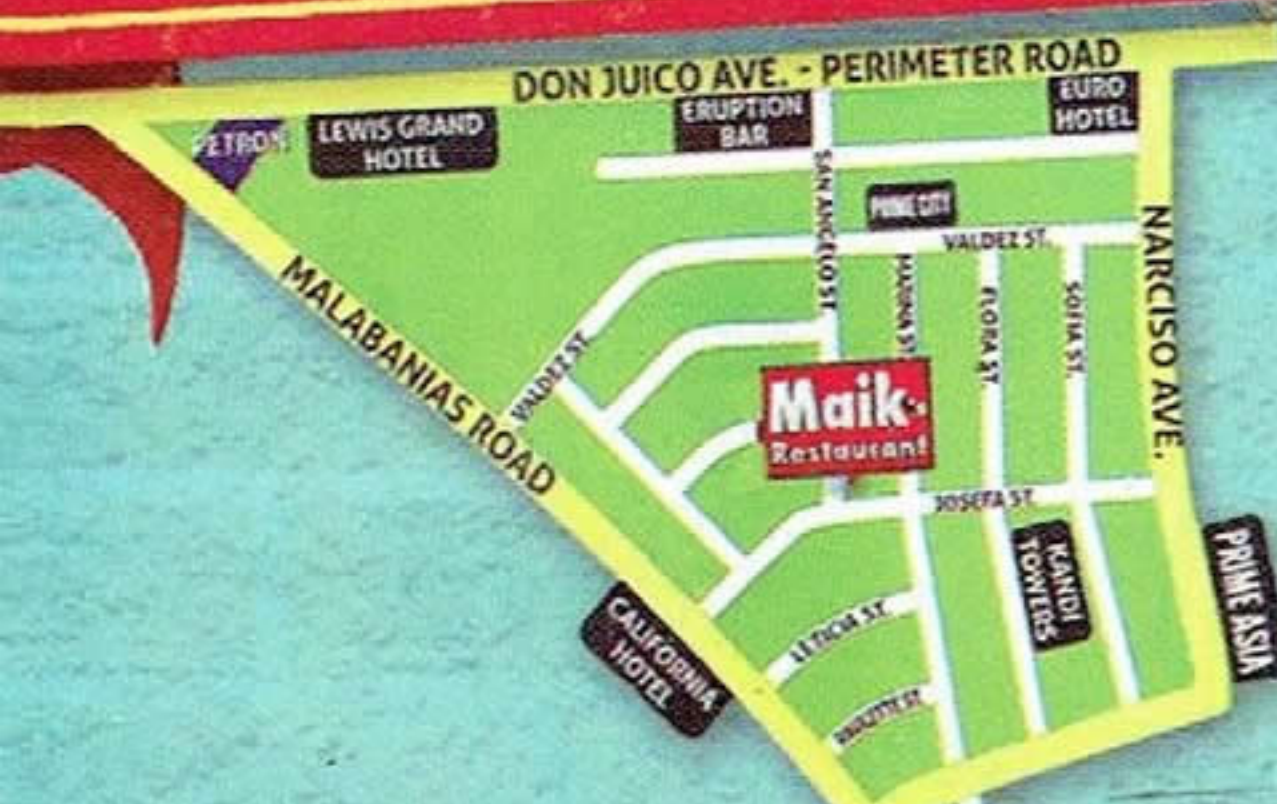 DON JUICO AVE. - PERIMETER ROAD
PETRON
LEWIS GRAND
HOTEL
ERUPTION
BAR
EURO
HOTEL
SAN ANGELO ST.
PRIME CITY
VALDEZ ST.
NARCISO AVE.
MALABANIAS ROAD
VALDEZ ST.
MARINA ST.
FLORA ST.
SOFIA ST.
Maik
Restaurant
JOSEFA ST.
KANDI
TOWERS
PRIME ASIA
CALIFORNIA
HOTEL
LETICIA ST.